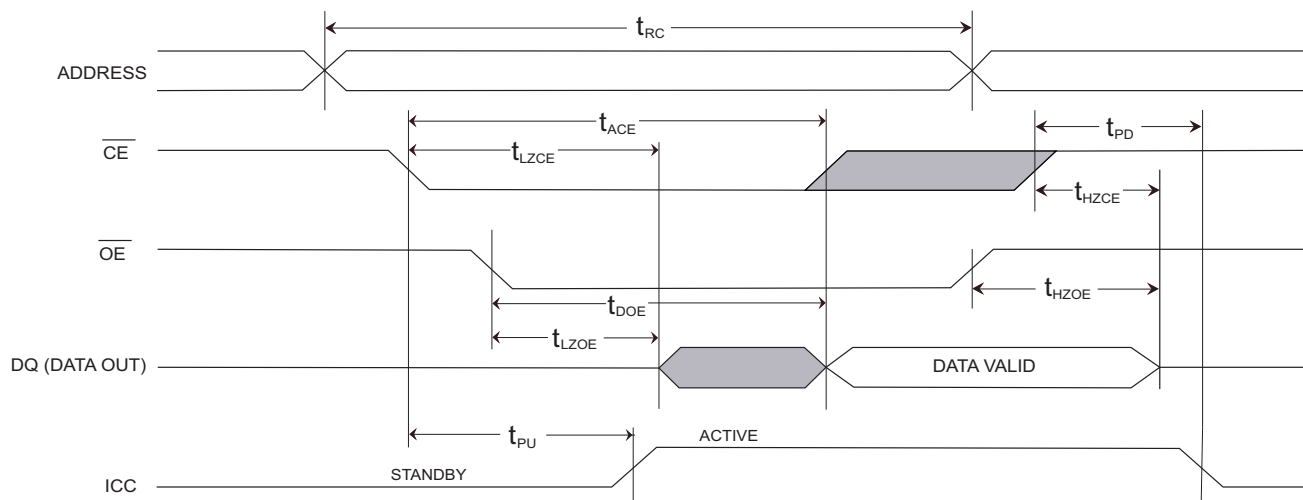 tRC
ADDRESS
tACE
tPD
CE
tLZCE
tHZCE
OE
tHZOE
tDOE
tLZOE
DQ (DATA OUT)
DATA VALID
tPU
ACTIVE
STANDBY
ICC